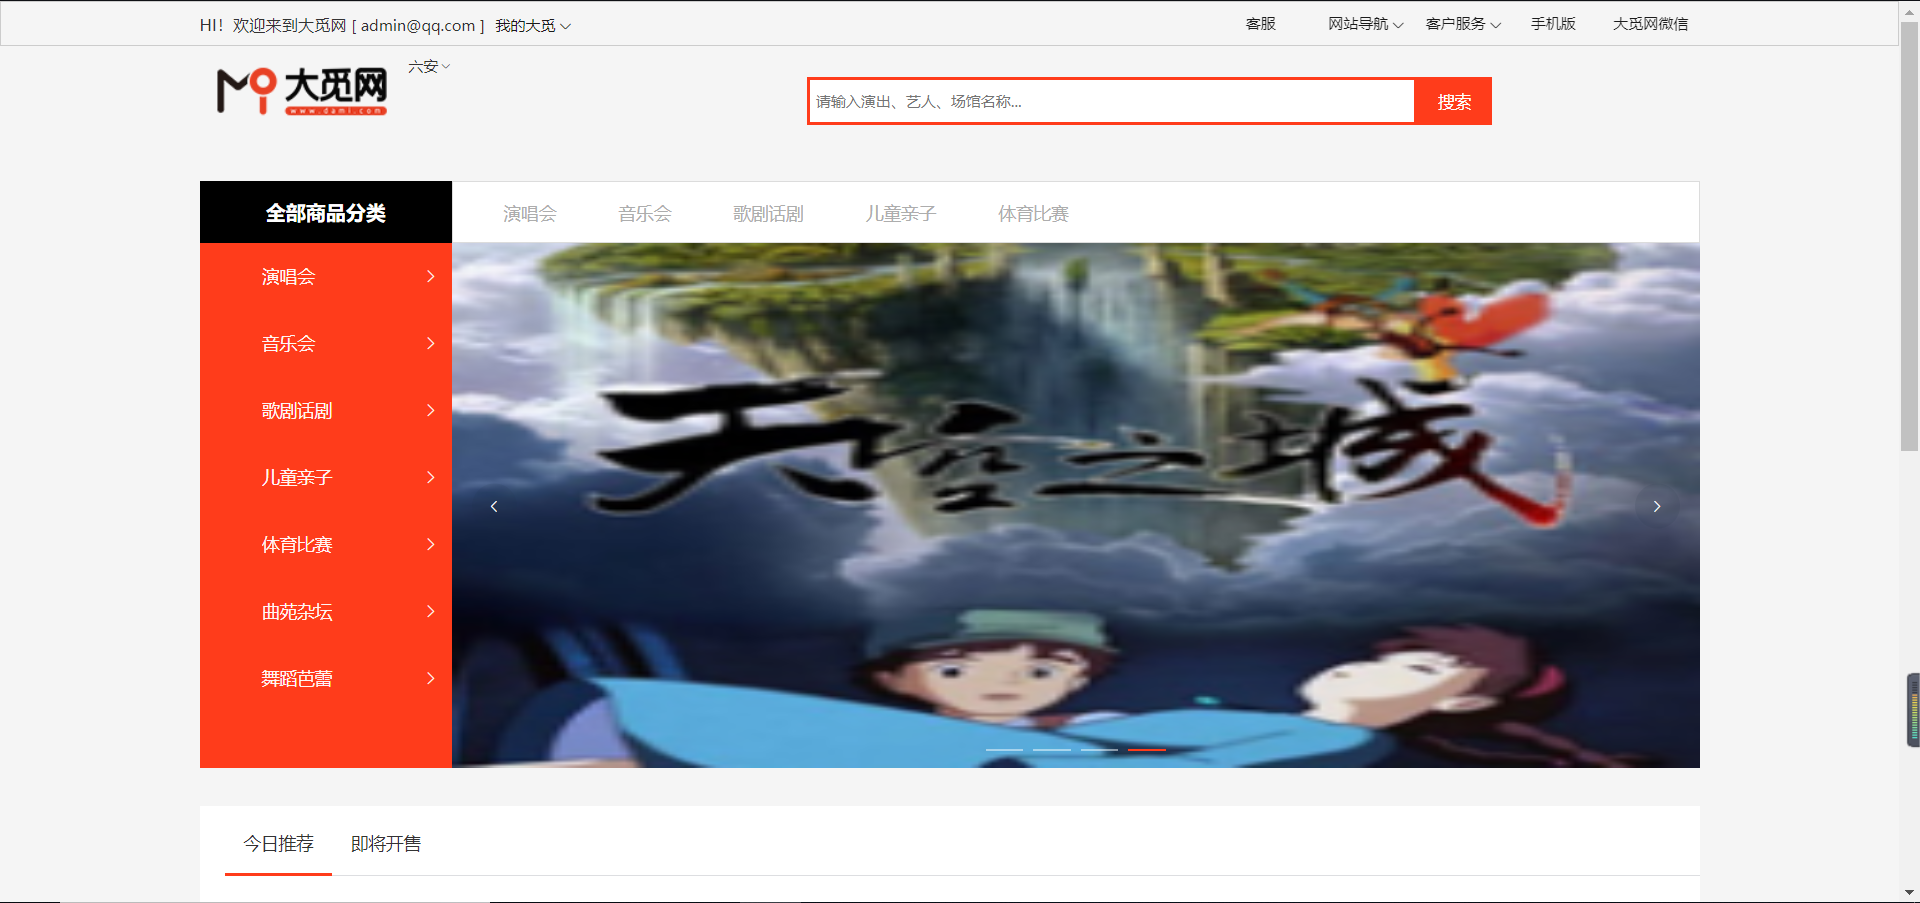 HI！欢迎来到大觅网 [ admin@qq.com ] 我的大觅 客服 网站导航 客户服务 手机版 大觅网微信
大觅网 六安
www.dami.com
请输入演出、艺人、场馆名称... 搜索
全部商品分类 演唱会 音乐会 歌剧话剧 儿童亲子 体育比赛
演唱会
音乐会
歌剧话剧
儿童亲子
体育比赛
曲苑杂坛
舞蹈芭蕾
天空之城
今日推荐 即将开售